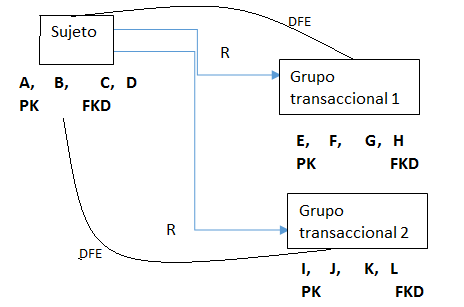 DFE
Sujeto
R
A, B, C, D
PK FKD
Grupo
transaccional 1
E, F, G, H
PK FKD
Grupo
transaccional 2
R
DFE
I, J, K, L
PK FKD